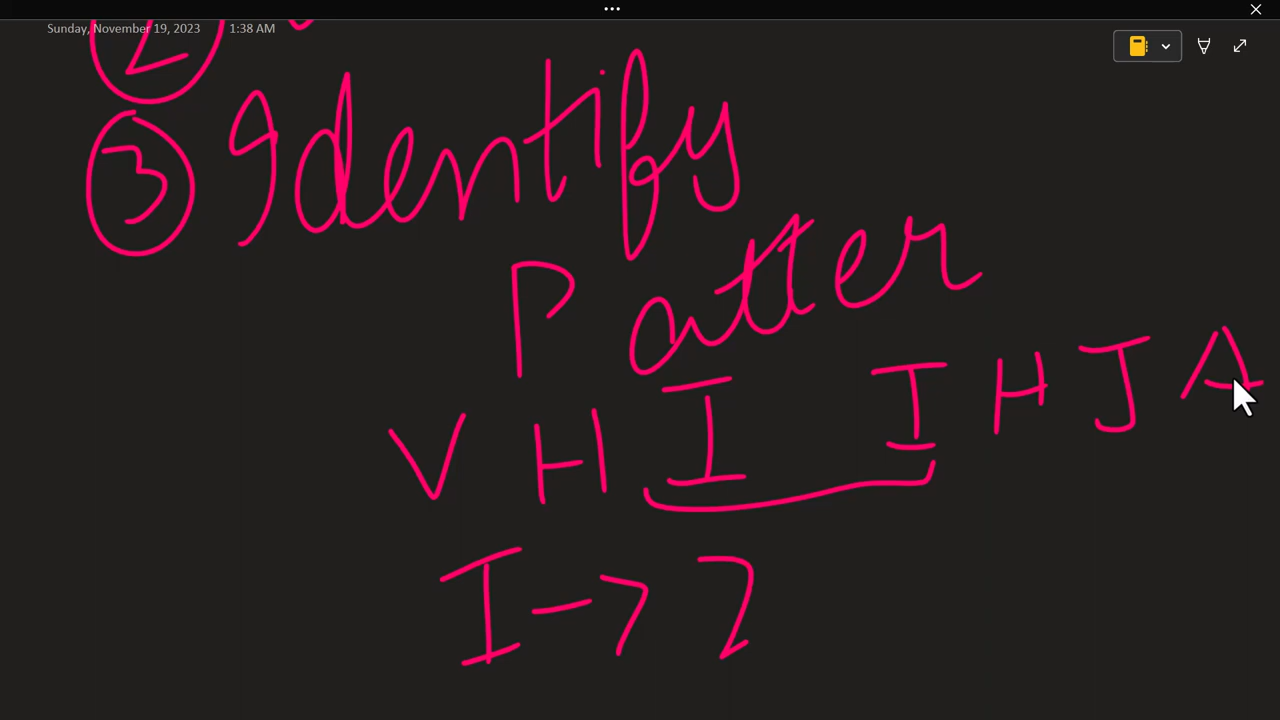 Sunday, November 19, 2023 1:38 AM
2
3 Identify
Patter
V H I I H J A